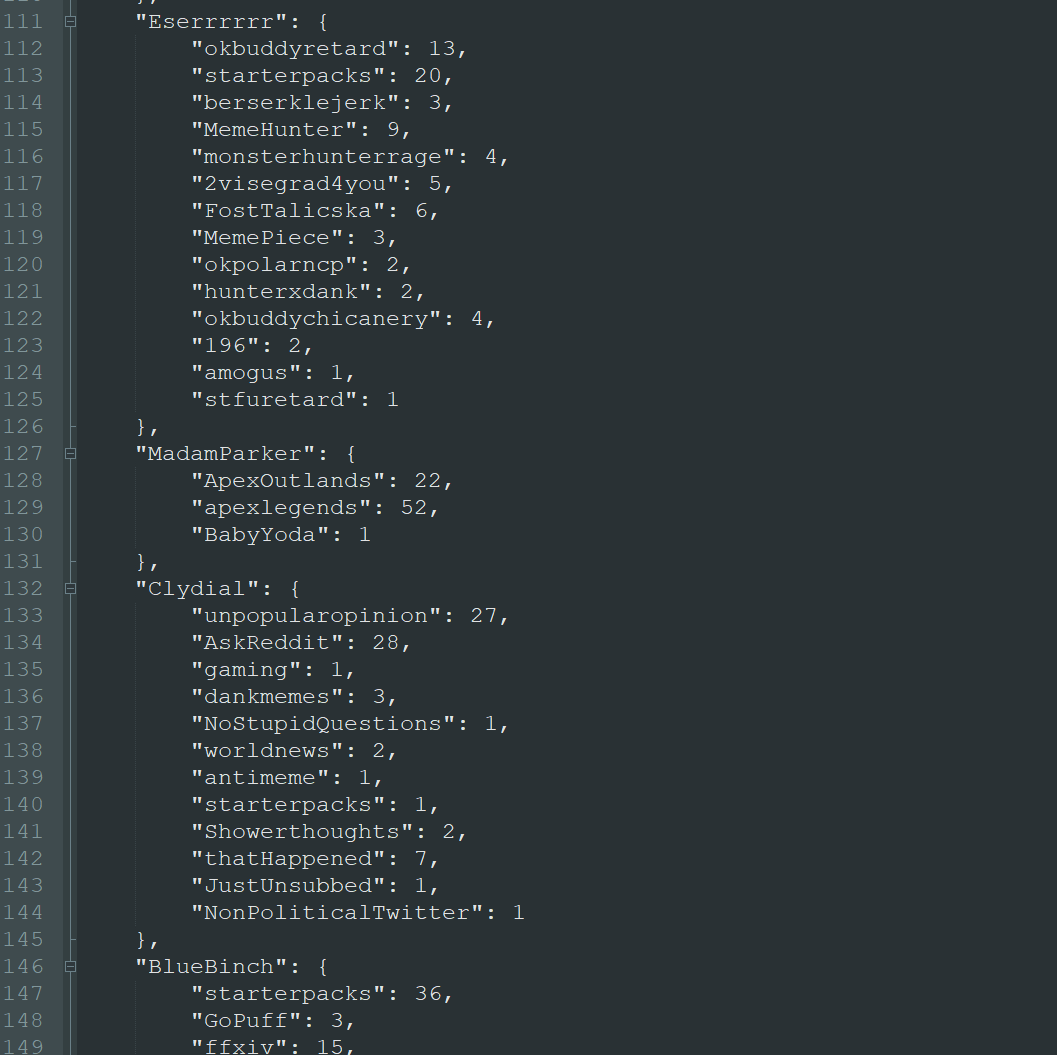 111 "Eserrrrrr": {
112 "okbuddyretard": 13,
113 "starterpacks": 20,
114 "berserklejerk": 3,
115 "MemeHunter": 9,
116 "monsterhunterrage": 4,
117 "2visegrad4you": 5,
118 "FostTalicska": 6,
119 "MemePiece": 3,
120 "okpolarncp": 2,
121 "hunterxdank": 2,
122 "okbuddychicanery": 4,
123 "196": 2,
124 "amogus": 1,
125 "stfuretard": 1
126 },
127 "MadamParker": {
128 "ApexOutlands": 22,
129 "apexlegends": 52,
130 "BabyYoda": 1
131 },
132 "Clydial": {
133 "unpopularopinion": 27,
134 "AskReddit": 28,
135 "gaming": 1,
136 "dankmemes": 3,
137 "NoStupidQuestions": 1,
138 "worldnews": 2,
139 "antimeme": 1,
140 "starterpacks": 1,
141 "Showerthoughts": 2,
142 "thatHappened": 7,
143 "JustUnsubbed": 1,
144 "NonPoliticalTwitter": 1
145 },
146 "BlueBinch": {
147 "starterpacks": 36,
148 "GoPuff": 3,
149 "ffxiv": 15,